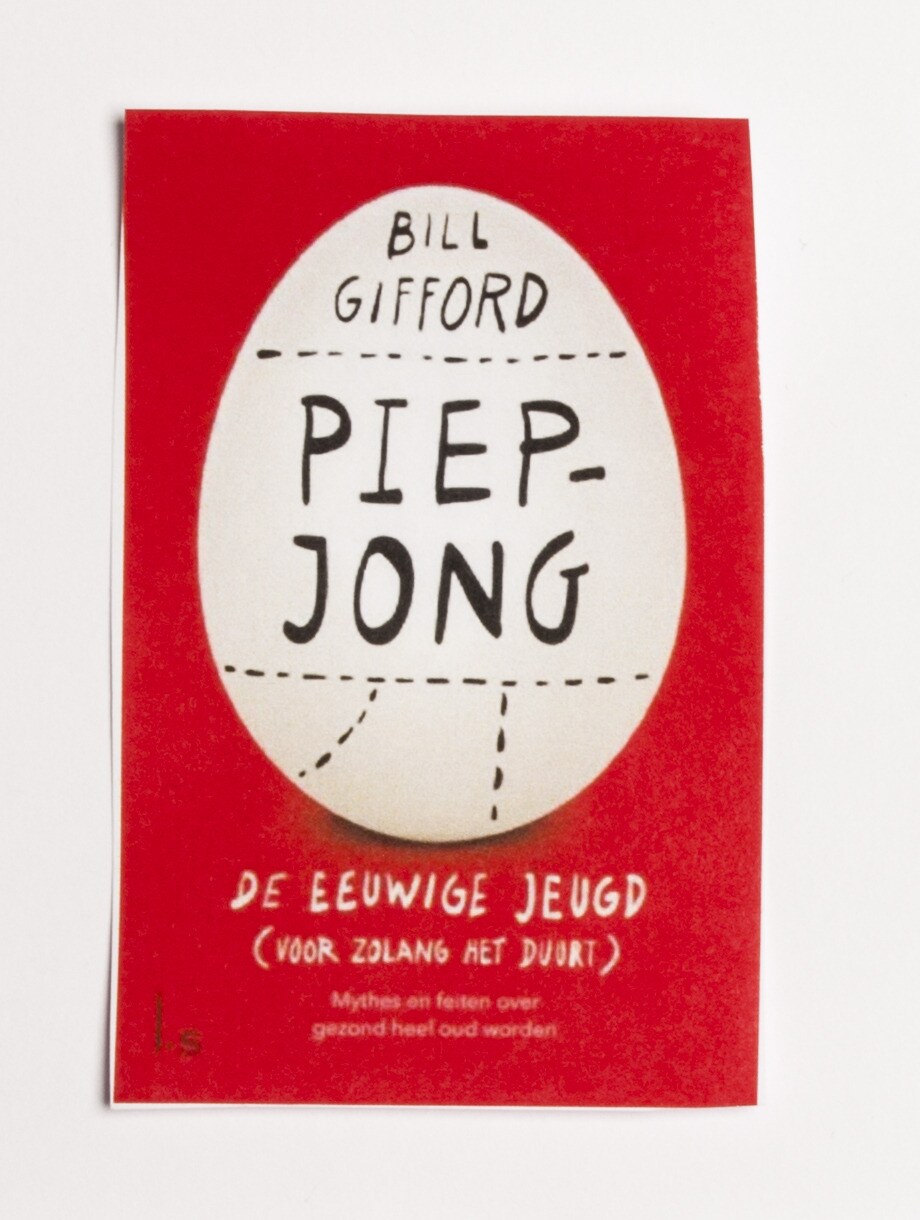 BILL
GIFFORD
PIEP-
JONG
DE EEUWIGE JEUGD
(VOOR ZOLANG HET DUURT)
Mythes en feiten over
gezond heel oud worden